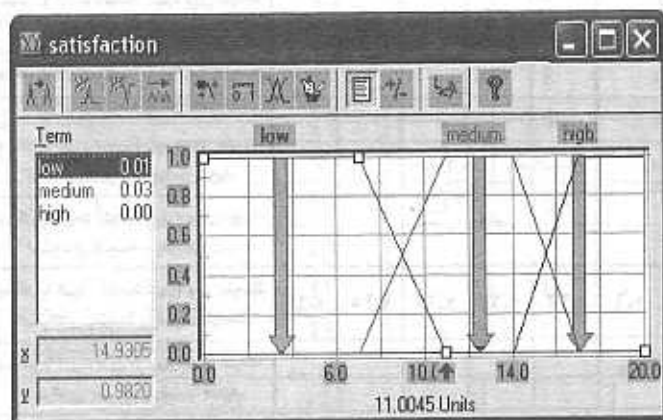 satisfaction
Term
low 0.01
medium 0.03
high 0.00
low medium high
1.0
0.8
0.6
0.4
0.2
0.0
0.0 6.0 10.0 14.0 20.0
x 14.9305
y 0.9820
11,0045 Units